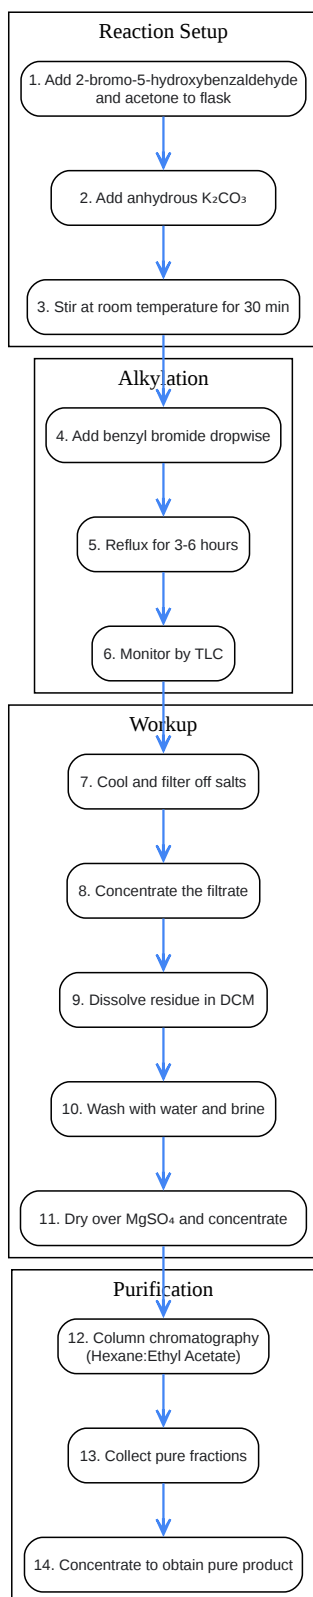 Reaction Setup
1. Add 2-bromo-5-hydroxybenzaldehyde
and acetone to flask
2. Add anhydrous K₂CO₃
3. Stir at room temperature for 30 min
Alkylation
4. Add benzyl bromide dropwise
5. Reflux for 3-6 hours
6. Monitor by TLC
Workup
7. Cool and filter off salts
8. Concentrate the filtrate
9. Dissolve residue in DCM
10. Wash with water and brine
11. Dry over MgSO₄ and concentrate
Purification
12. Column chromatography
(Hexane:Ethyl Acetate)
13. Collect pure fractions
14. Concentrate to obtain pure product